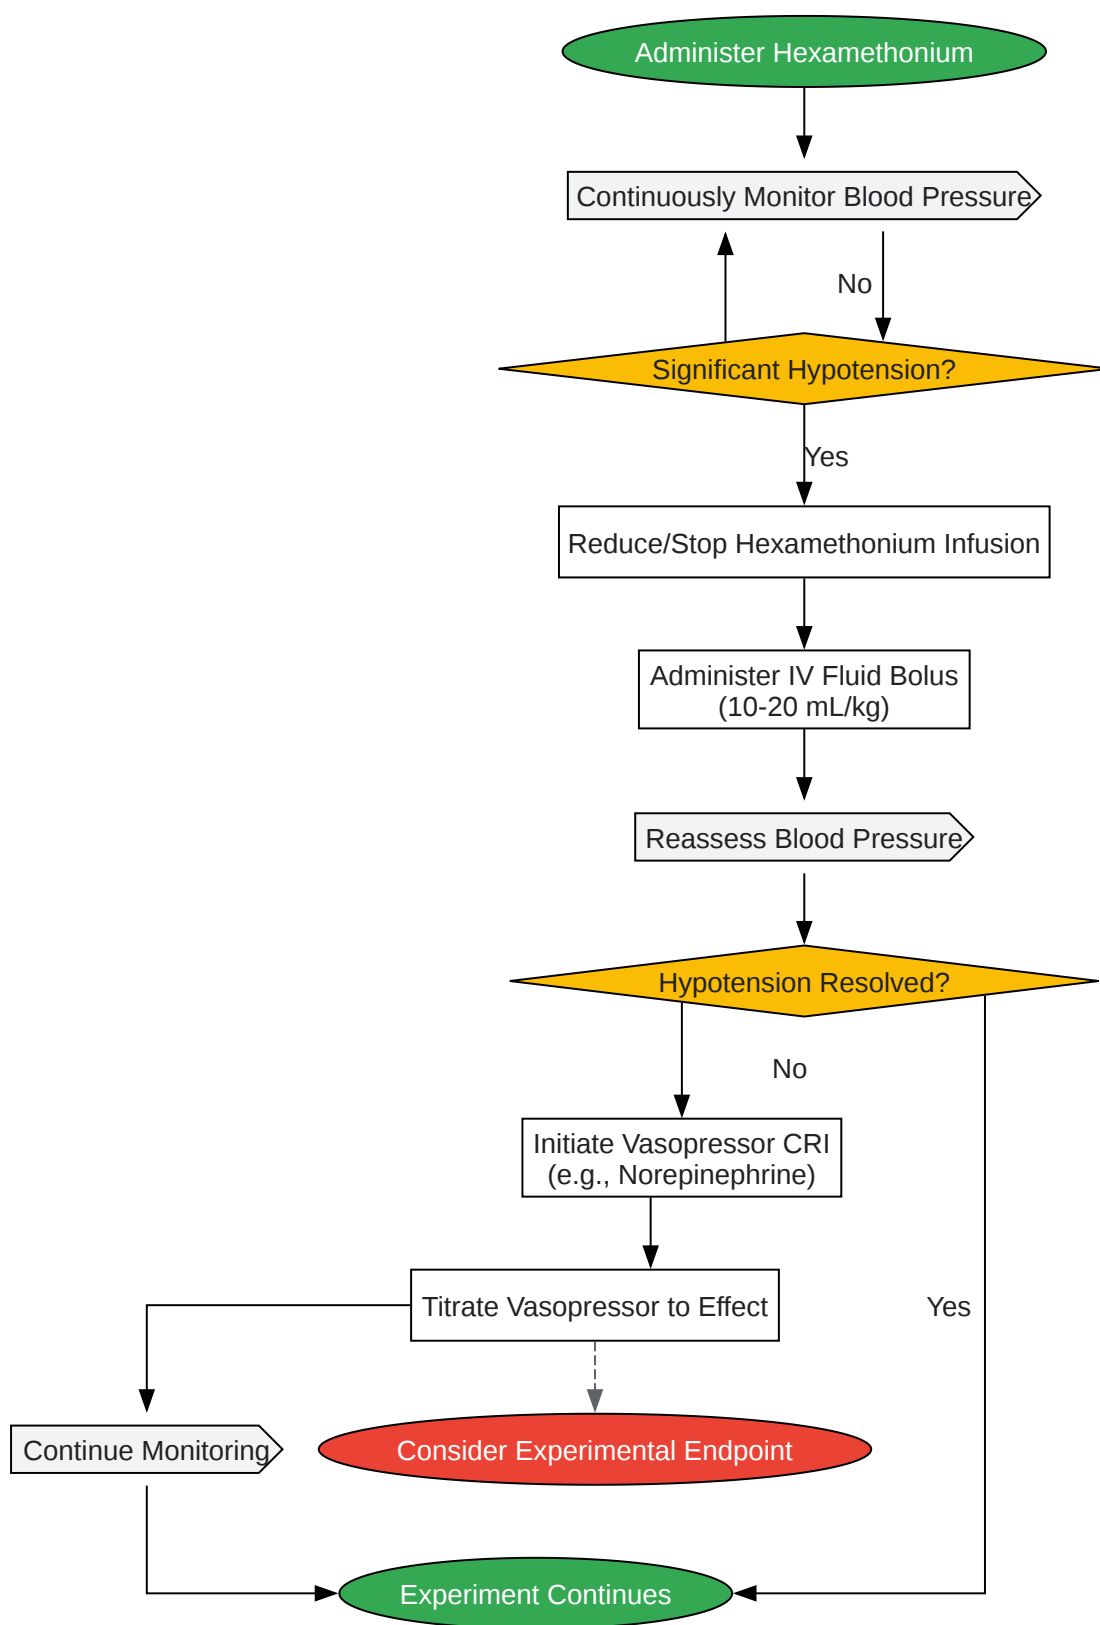 Administer Hexamethonium
Continuously Monitor Blood Pressure
No
Significant Hypotension?
Yes
Reduce/Stop Hexamethonium Infusion
Administer IV Fluid Bolus
(10-20 mL/kg)
Reassess Blood Pressure
Hypotension Resolved?
No
Initiate Vasopressor CRI
(e.g., Norepinephrine)
Titrate Vasopressor to Effect
Yes
Continue Monitoring
Consider Experimental Endpoint
Experiment Continues